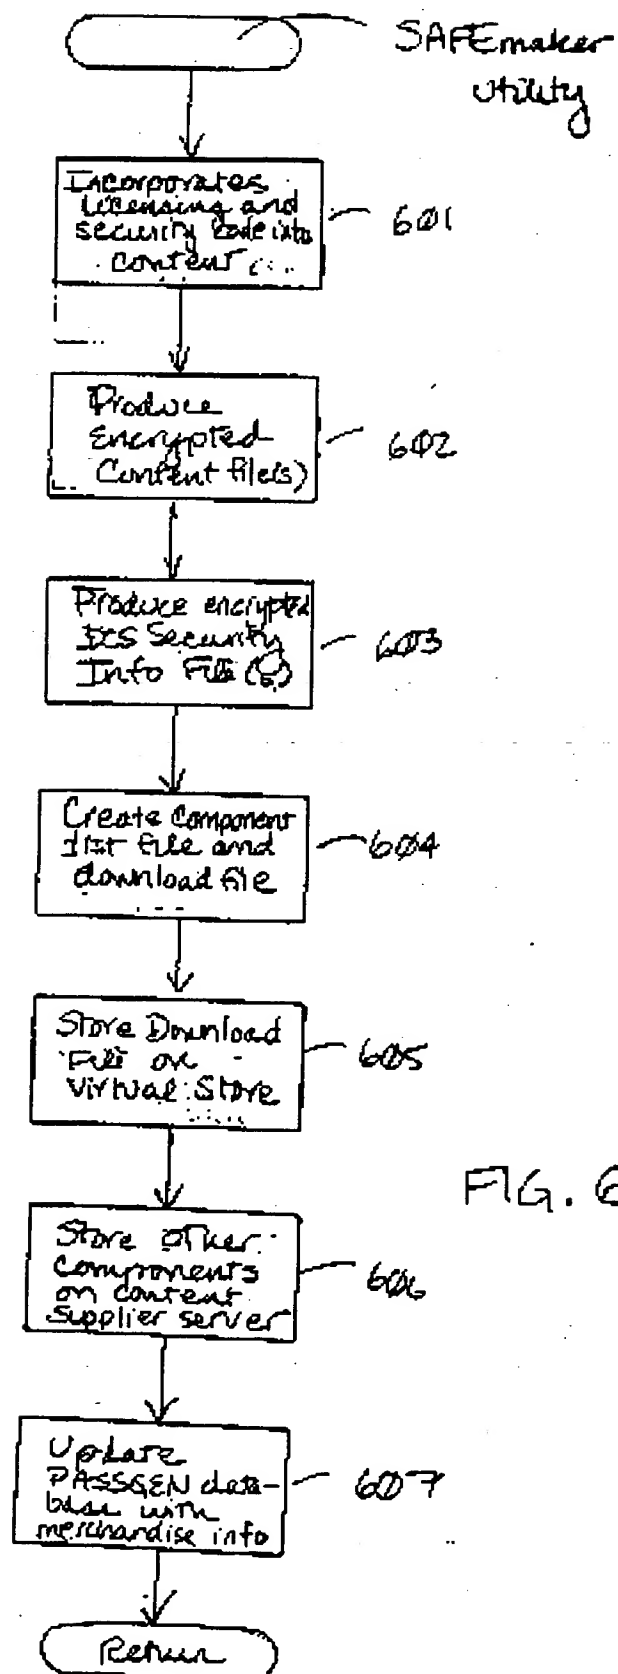 SAFEmaker
utility
Incorporates
licensing and
security code into
content
601
Produce
Encrypted
Content file(s)
602
Produce encrypted
Security
Info File(s)
603
Create component
list file and
download file
604
Store Download
File on
Virtual Store
605
Store other
components
on content
supplier server
606
FIG. 6
Update
PASSGEN data-
base with
merchandise info
607
Return